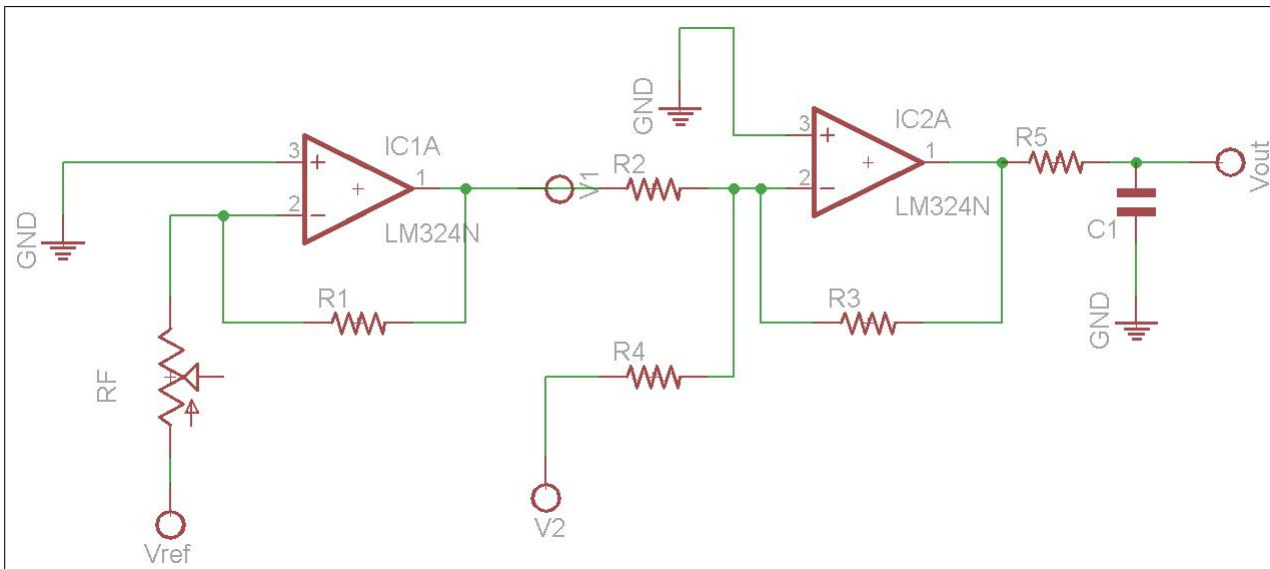 GND
3
2
1
IC1A
LM324N
R1
RF
Vref
V1
R2
R4
V2
GND
3
2
1
IC2A
LM324N
R3
R5
C1
GND
Vout